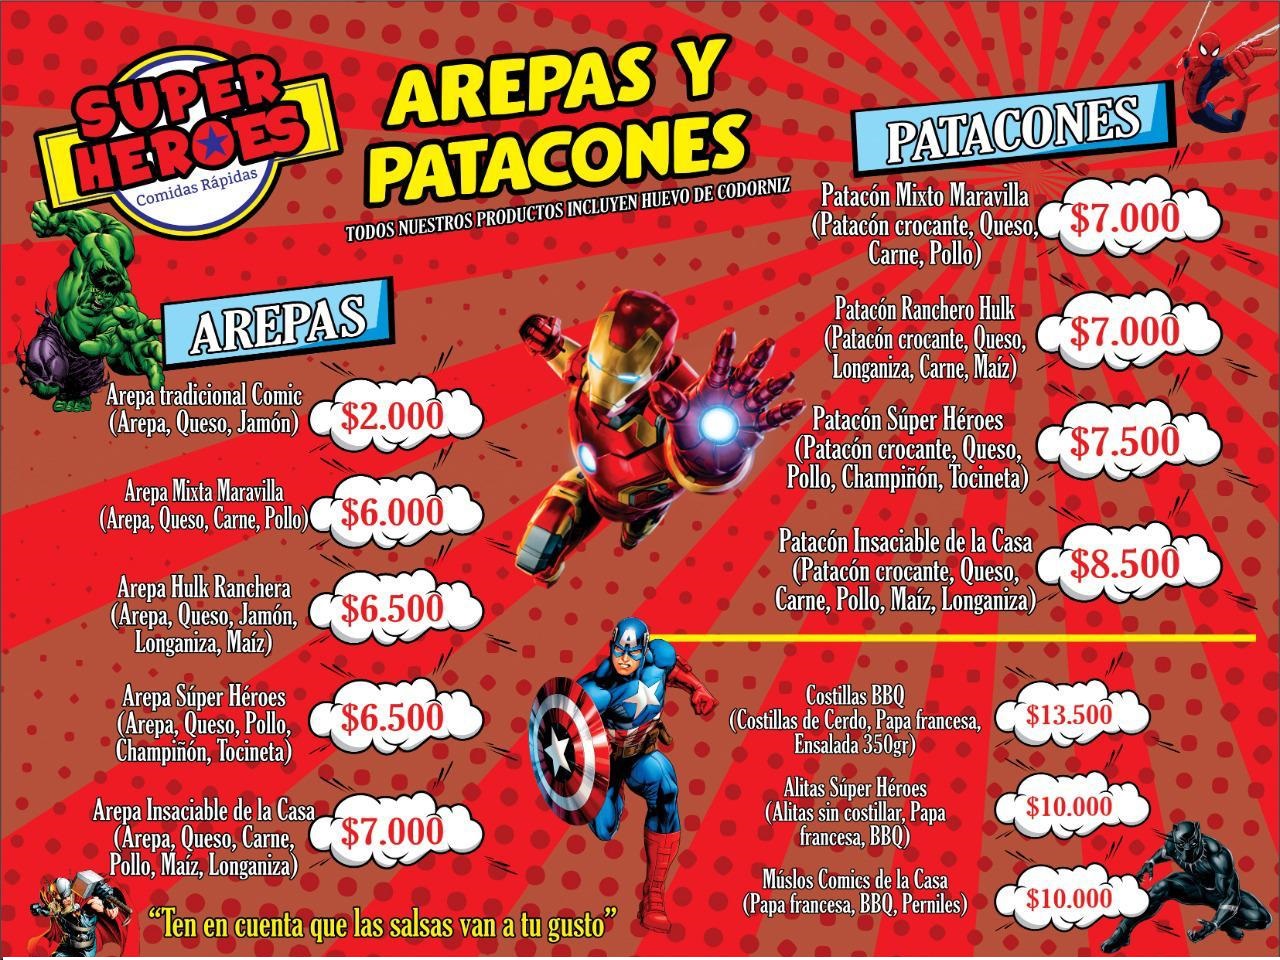 SUPER
HEROES
Comidas Rápidas
AREPAS Y
PATACONES
TODOS NUESTROS PRODUCTOS INCLUYEN HUEVO DE CODORNIZ
AREPAS
Arepa tradicional Comic
(Arepa, Queso, Jamón)
$2.000
Arepa Mixta Maravilla
(Arepa, Queso, Carne, Pollo)
$6.000
Arepa Hulk Ranchera
(Arepa, Queso, Jamón,
Longaniza, Maíz)
$6.500
Arepa Súper Héroes
(Arepa, Queso, Pollo,
Champiñón, Tocineta)
$6.500
Arepa Insaciable de la Casa
(Arepa, Queso, Carne,
Pollo, Maíz, Longaniza)
$7.000
"Ten en cuenta que las salsas van a tu gusto"
PATACONES
Patacón Mixto Maravilla
(Patacón crocante, Queso,
Carne, Pollo)
$7.000
Patacón Ranchero Hulk
(Patacón crocante, Queso,
Longaniza, Carne, Maíz)
$7.000
Patacón Súper Héroes
(Patacón crocante, Queso,
Pollo, Champiñón, Tocineta)
$7.500
Patacón Insaciable de la Casa
(Patacón crocante, Queso,
Carne, Pollo, Maíz, Longaniza)
$8.500
Costillas BBQ
(Costillas de Cerdo, Papa francesa,
Ensalada 350gr)
$13.500
Alitas Súper Héroes
(Alitas sin costillar, Papa
francesa, BBQ)
$10.000
Múslos Comics de la Casa
(Papa francesa, BBQ, Perniles)
$10.000